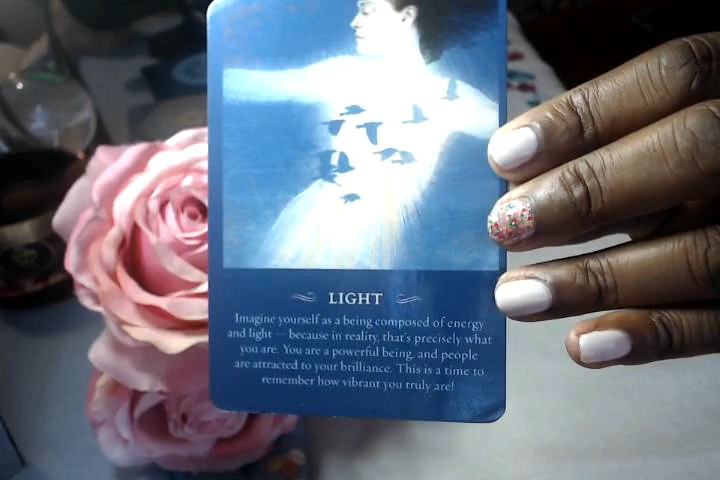 LIGHT
Imagine yourself as a being composed of energy
and light — because in reality, that's precisely what
you are. You are a powerful being, and people
are attracted to your brilliance. This is a time to
remember how vibrant you truly are!